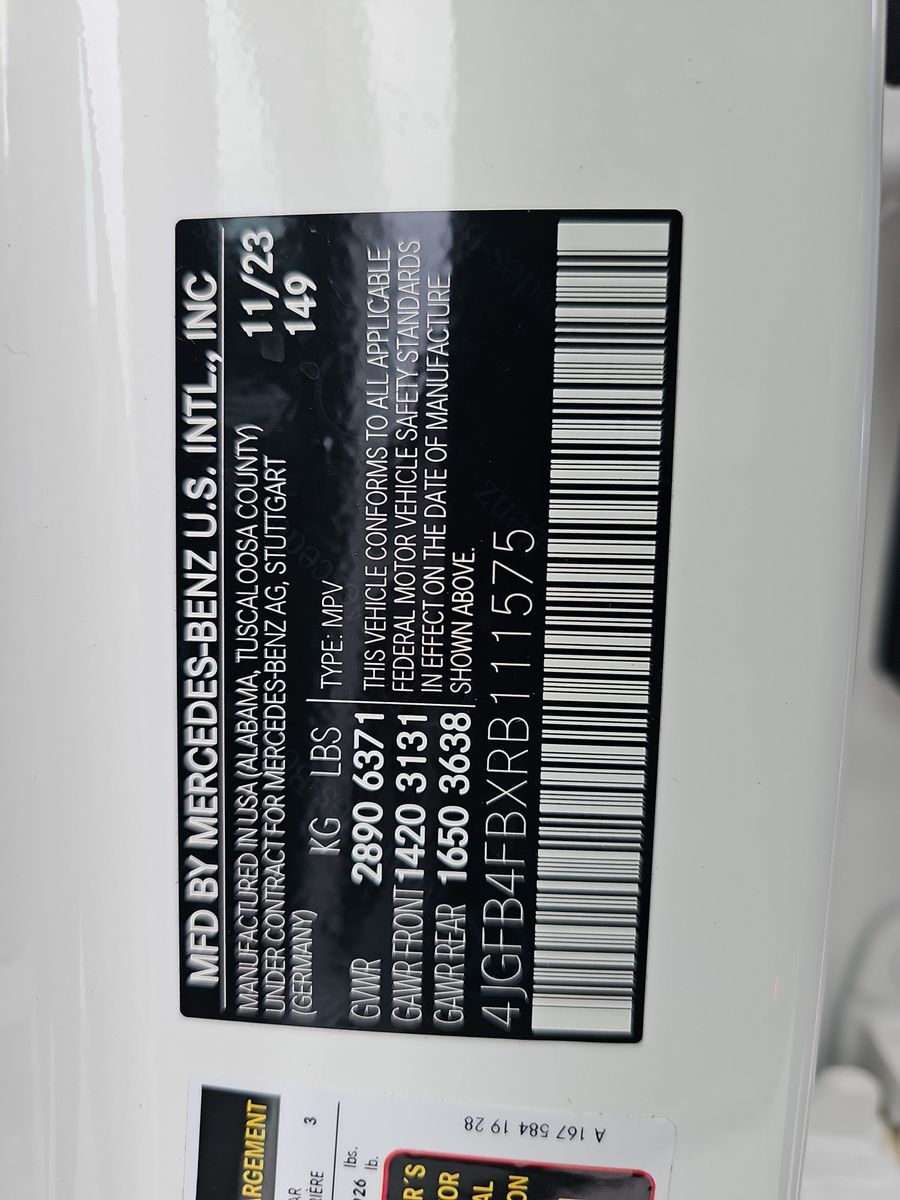 MFD BY MERCEDES-BENZ U.S. INTL., INC
MANUFACTURED IN USA (ALABAMA, TUSCALOOSA COUNTY) 11/23
UNDER CONTRACT FOR MERCEDES-BENZ AG, STUTTGART 149
(GERMANY)
KG LBS TYPE: MPV
GVWR 2890 6371 THIS VEHICLE CONFORMS TO ALL APPLICABLE
GAWR FRONT 1420 3131 FEDERAL MOTOR VEHICLE SAFETY STANDARDS
GAWR REAR 1650 3638 IN EFFECT ON THE DATE OF MANUFACTURE
SHOWN ABOVE.
4JGFB4FBXRB111575
A 167 584 19 28
3
lbs.
lb.